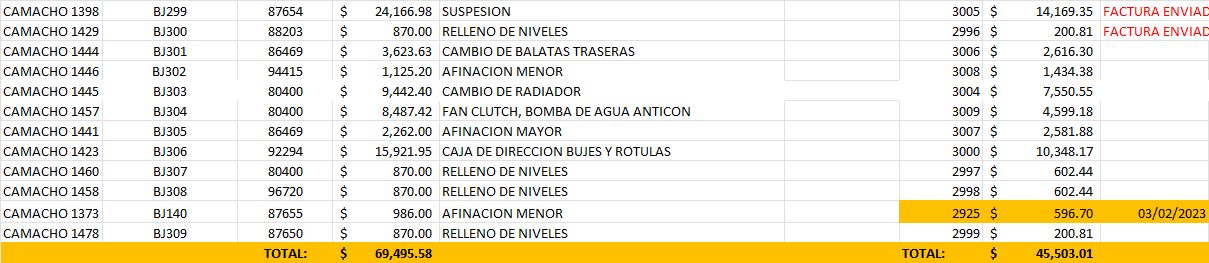 CAMACHO 1398 BJ299 87654 $ 24,166.98 SUSPESION 3005 $ 14,169.35 FACTURA ENVIAD
CAMACHO 1429 BJ300 88203 $ 870.00 RELLENO DE NIVELES 2996 $ 200.81 FACTURA ENVIAD
CAMACHO 1444 BJ301 86469 $ 3,623.63 CAMBIO DE BALATAS TRASERAS 3006 $ 2,616.30
CAMACHO 1446 BJ302 94415 $ 1,125.20 AFINACION MENOR 3008 $ 1,434.38
CAMACHO 1445 BJ303 80400 $ 9,442.40 CAMBIO DE RADIADOR 3004 $ 7,550.55
CAMACHO 1457 BJ304 80400 $ 8,487.42 FAN CLUTCH, BOMBA DE AGUA ANTICON 3009 $ 4,599.18
CAMACHO 1441 BJ305 86469 $ 2,262.00 AFINACION MAYOR 3007 $ 2,581.88
CAMACHO 1423 BJ306 92294 $ 15,921.95 CAJA DE DIRECCION BUJES Y ROTULAS 3000 $ 10,348.17
CAMACHO 1460 BJ307 80400 $ 870.00 RELLENO DE NIVELES 2997 $ 602.44
CAMACHO 1458 BJ308 96720 $ 870.00 RELLENO DE NIVELES 2998 $ 602.44
CAMACHO 1373 BJ140 87655 $ 986.00 AFINACION MENOR 2925 $ 596.70 03/02/2023
CAMACHO 1478 BJ309 87650 $ 870.00 RELLENO DE NIVELES 2999 $ 200.81
TOTAL: $ 69,495.58 TOTAL: $ 45,503.01